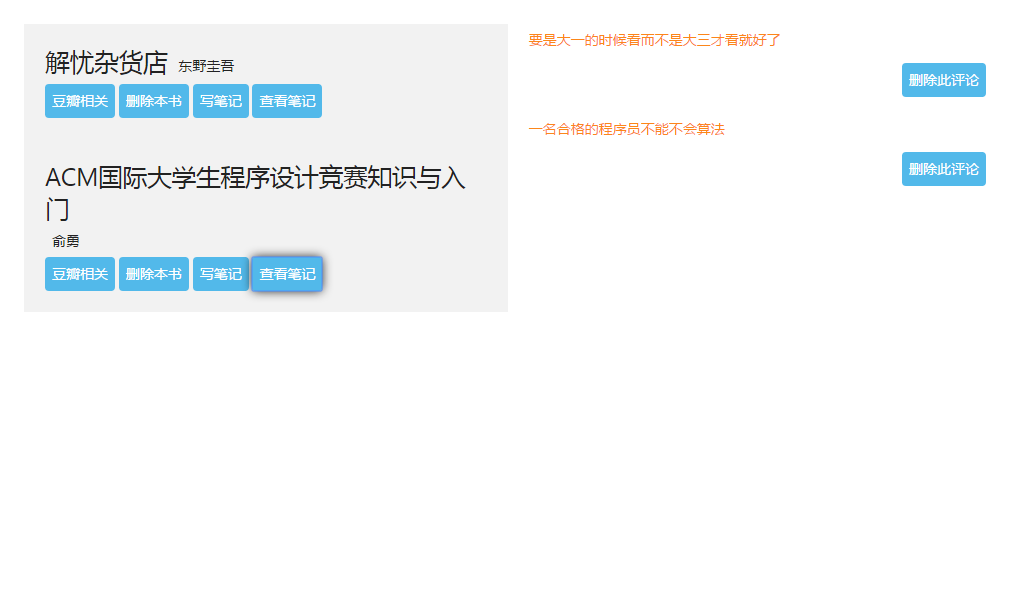 解忧杂货店 东野圭吾
豆瓣相关 删除本书 写笔记 查看笔记
ACM国际大学生程序设计竞赛知识与入
门
俞勇
豆瓣相关 删除本书 写笔记 查看笔记
要是大一的时候看而不是大三才看就好了
删除此评论
一名合格的程序员不能不会算法
删除此评论